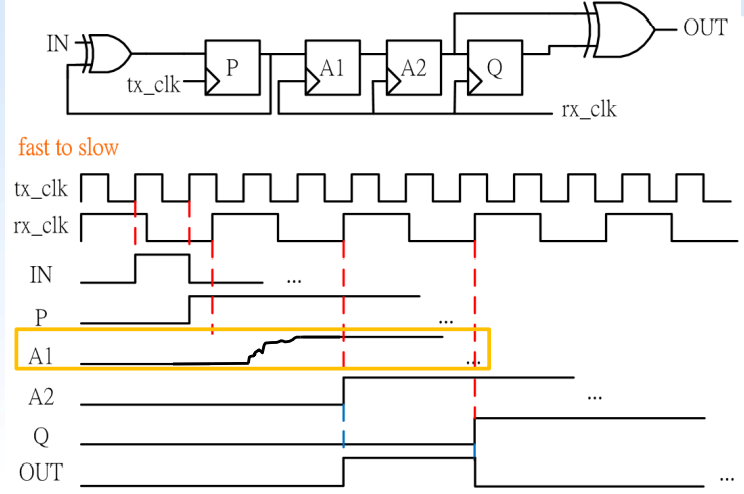 IN
OUT
P
A1
A2
Q
tx_clk
rx_clk
fast to slow
tx_clk
rx_clk
IN
...
P
...
A1
...
A2
...
Q
OUT
...